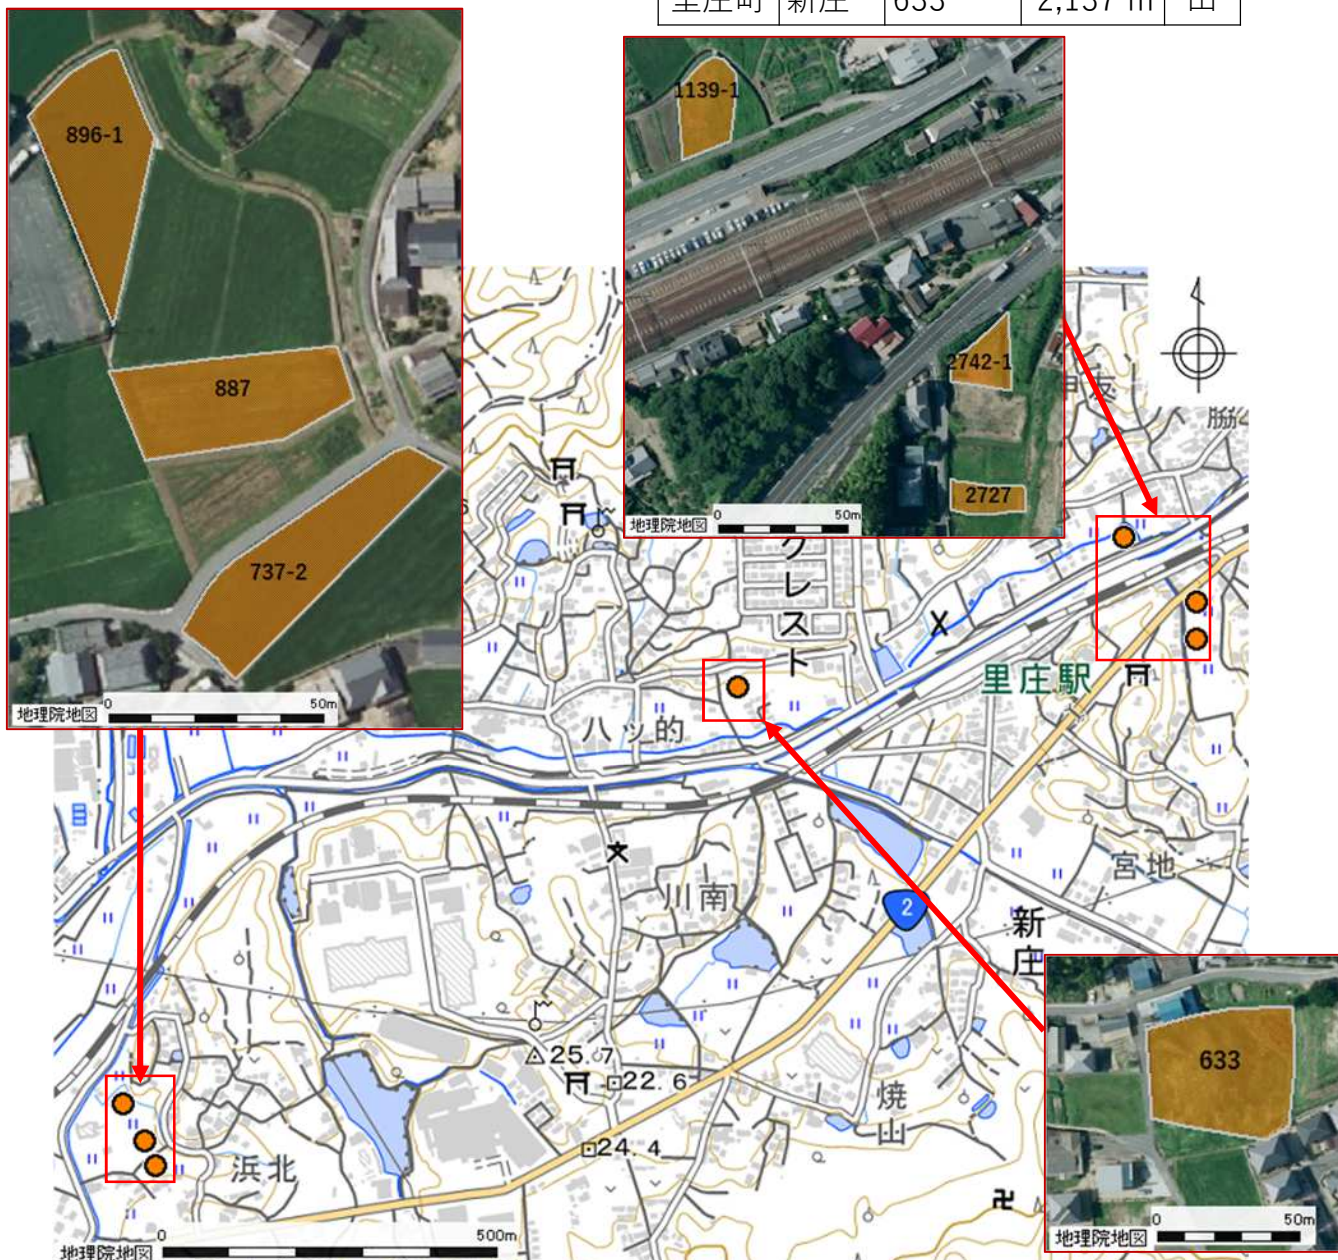 里庄町 新庄 633 2,137 ㎡ 田
896-1
887
737-2
0 50m
地理院地図
1139-1
2742-1
2727
0 50m
地理院地図
クレスト
里庄駅
八ッ的
川南
宮地
新庄
2
25.7
22.6
24.4
焼山
浜北
633
0 50m
地理院地図
0 500m
地理院地図